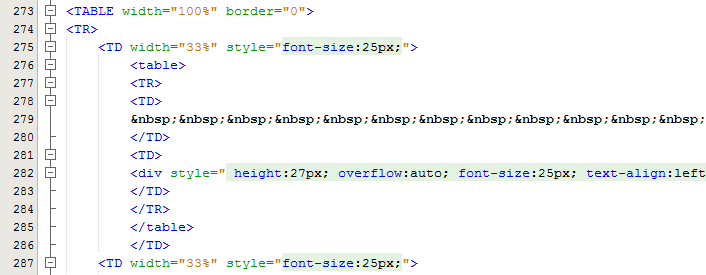 273 <TABLE width="100%" border="0">
274 <TR>
275 <TD width="33%" style="font-size:25px;">
276 <table>
277 <TR>
278 <TD>
279 &nbsp;&nbsp;&nbsp;&nbsp;&nbsp;&nbsp;&nbsp;&nbsp;&nbsp;&nbsp;&nbsp;&nbsp;
280 </TD>
281 <TD>
282 <div style=" height:27px; overflow:auto; font-size:25px; text-align:left
283 </TD>
284 </TR>
285 </table>
286 </TD>
287 <TD width="33%" style="font-size:25px;">